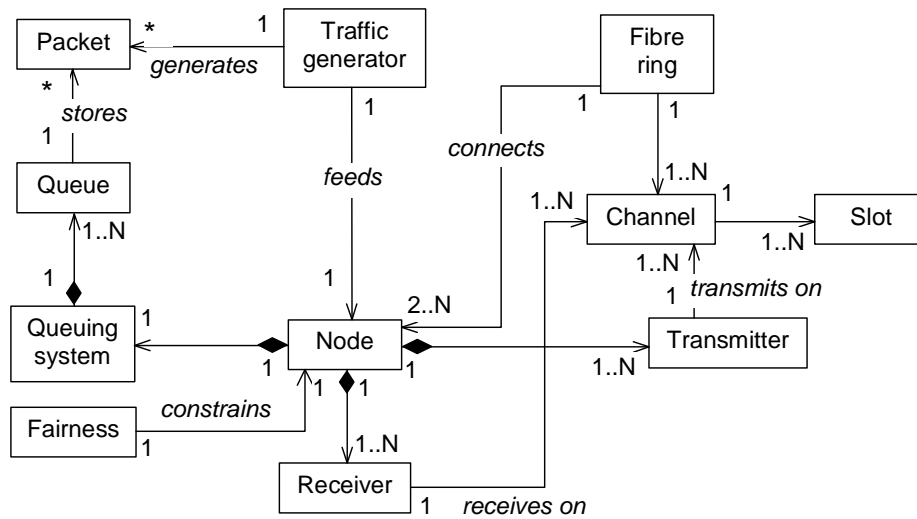 Packet
*
generates
1
Traffic
generator
Fibre
ring
*
stores
1
1
1
1
connects
feeds
Queue
1..N
1..N
1..N
1
Channel
Slot
1..N
1..N
1
1
2..N
1
transmits on
Queuing
system
1
1
Node
1
1..N
Transmitter
1
1
Fairness
1
constrains
1..N
Receiver
1
receives on